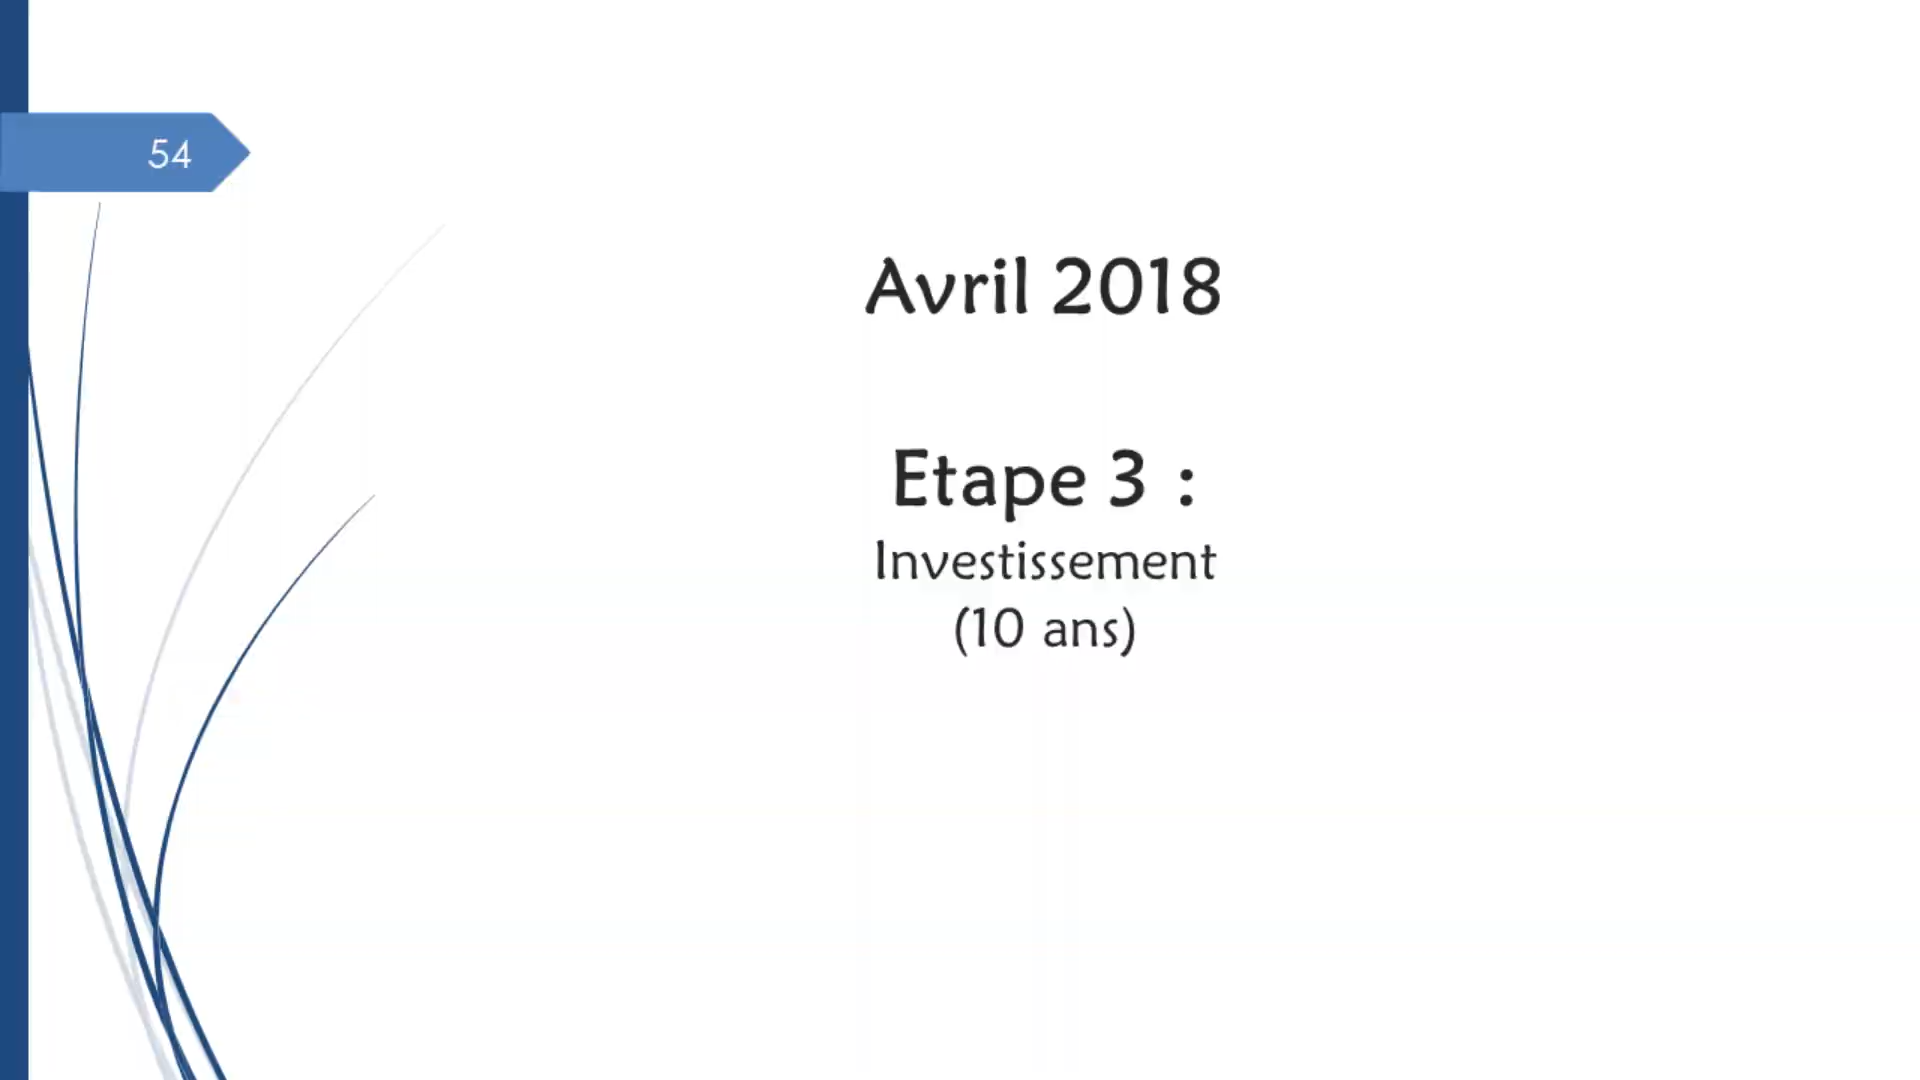 54
Avril 2018
Etape 3 :
Investissement
(10 ans)